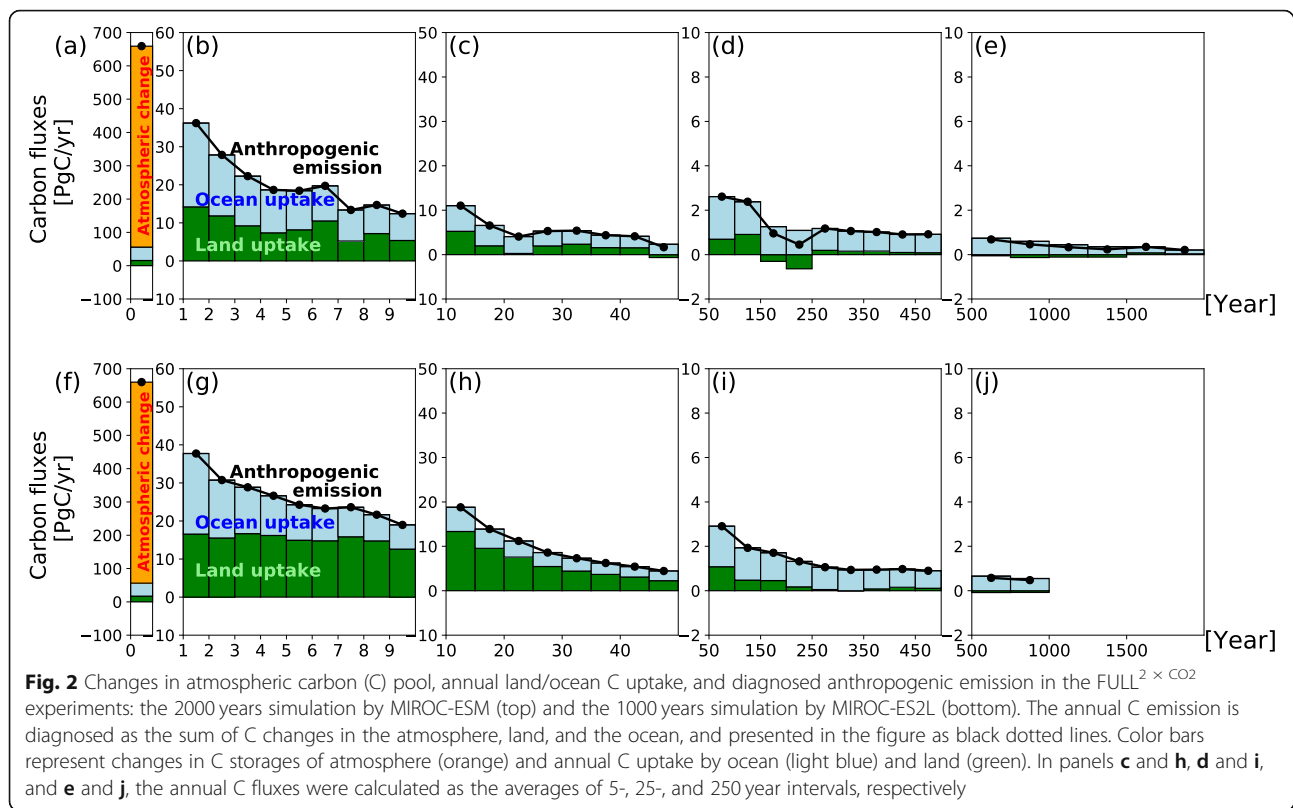 (a) (b) (c) (d) (e)
700 60 50 10 10
600 50 40 8 8
500 40 30 6 6
400 30 20 4 4
300 20 10 2 2
200 10 0 0 0
100 0
0
−100 −10 10 −2 −2
Carbon fluxes
[PgC/yr]
Atmospheric change
Anthropogenic
emission
Ocean uptake
Land uptake
0 1 2 3 4 5 6 7 8 9 10 20 30 40 50 150 250 350 450 500 1000 1500 [Year]
(f) (g) (h) (i) (j)
700 60 50 10 10
600 50 40 8 8
500 40 30 6 6
400 30 20 4 4
300 20 10 2 2
200 10 0 0 0
100 0
0
−100 −10 10 −2 −2
Carbon fluxes
[PgC/yr]
Atmospheric change
Anthropogenic
emission
Ocean uptake
Land uptake
0 1 2 3 4 5 6 7 8 9 10 20 30 40 50 150 250 350 450 500 1000 1500 [Year]
Fig. 2 Changes in atmospheric carbon (C) pool, annual land/ocean C uptake, and diagnosed anthropogenic emission in the FULL2 × CO2
experiments: the 2000 years simulation by MIROC-ESM (top) and the 1000 years simulation by MIROC-ES2L (bottom). The annual C emission is
diagnosed as the sum of C changes in the atmosphere, land, and the ocean, and presented in the figure as black dotted lines. Color bars
represent changes in C storages of atmosphere (orange) and annual C uptake by ocean (light blue) and land (green). In panels c and h, d and i,
and e and j, the annual C fluxes were calculated as the averages of 5-, 25-, and 250 year intervals, respectively